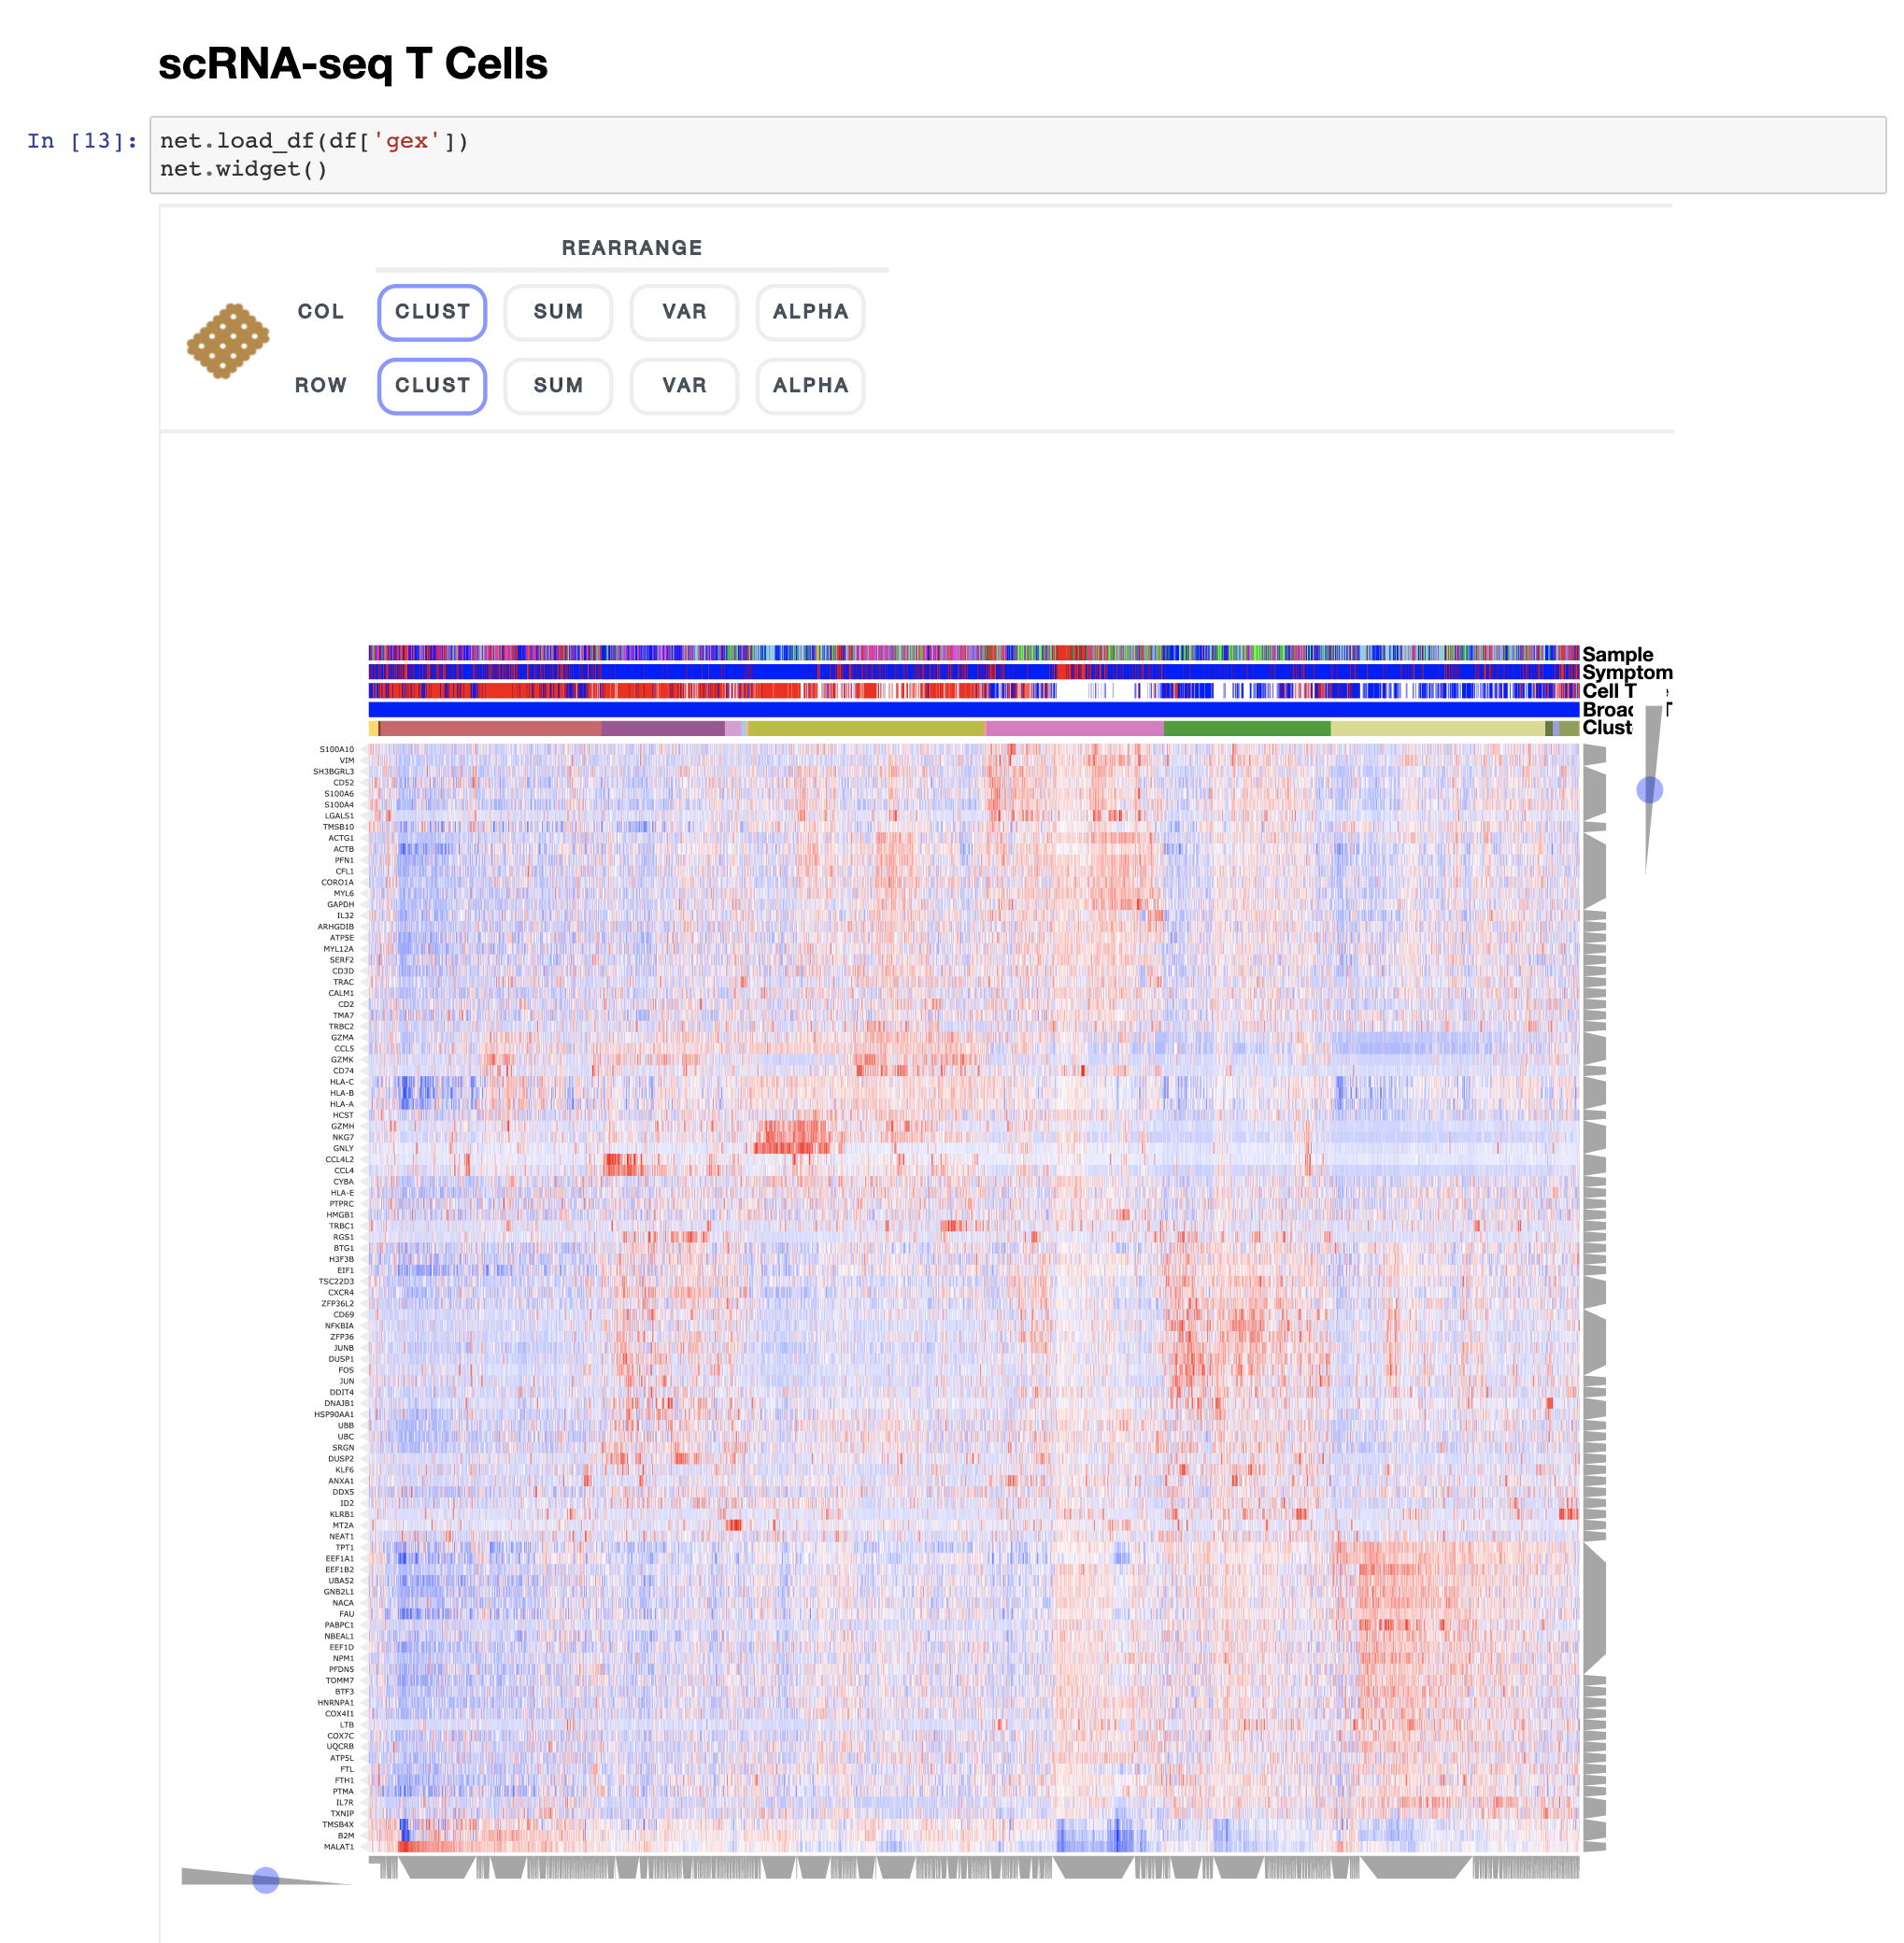 scRNA-seq T Cells
In [13]:
net.load_df(df['gex'])
net.widget()
REARRANGE
COL CLUST SUM VAR ALPHA
ROW CLUST SUM VAR ALPHA
Sample
Symptom
Cell T
Broad T
Clust
S100A10
VIM
SH3BGRL3
CD52
S100A6
S100A4
LGALS1
TMSB10
ACTG1
ACTB
PFN1
CFL1
CORO1A
MYL6
GAPDH
IL32
ARHGDIB
ATP5E
MYL12A
SERF2
CD3D
TRAC
CALM1
CD2
TMA7
TRBC2
GZMA
CCL5
GZMK
CD74
HLA-C
HLA-B
HLA-A
HCST
GZMH
NKG7
GNLY
CCL4L2
CCL4
CYBA
HLA-E
PTPRC
HMGB1
TRBC1
RGS1
BTG1
H3F3B
EIF1
TSC22D3
CXCR4
ZFP36L2
CD69
NFKBIA
ZFP36
JUNB
DUSP1
FOS
JUN
DDIT4
DNAJB1
HSP90AA1
UBB
UBC
SRGN
DUSP2
KLF6
ANXA1
DDX5
ID2
KLRB1
MT2A
NEAT1
TPT1
EEF1A1
EEF1B2
UBA52
GNB2L1
NACA
FAU
PABPC1
NBEAL1
EEF1D
NPM1
PFDN5
TOMM7
BTF3
HNRNPA1
COX4I1
LTB
COX7C
UQCRB
ATP5L
FTL
FTH1
PTMA
IL7R
TXNIP
TMSB4X
B2M
MALAT1